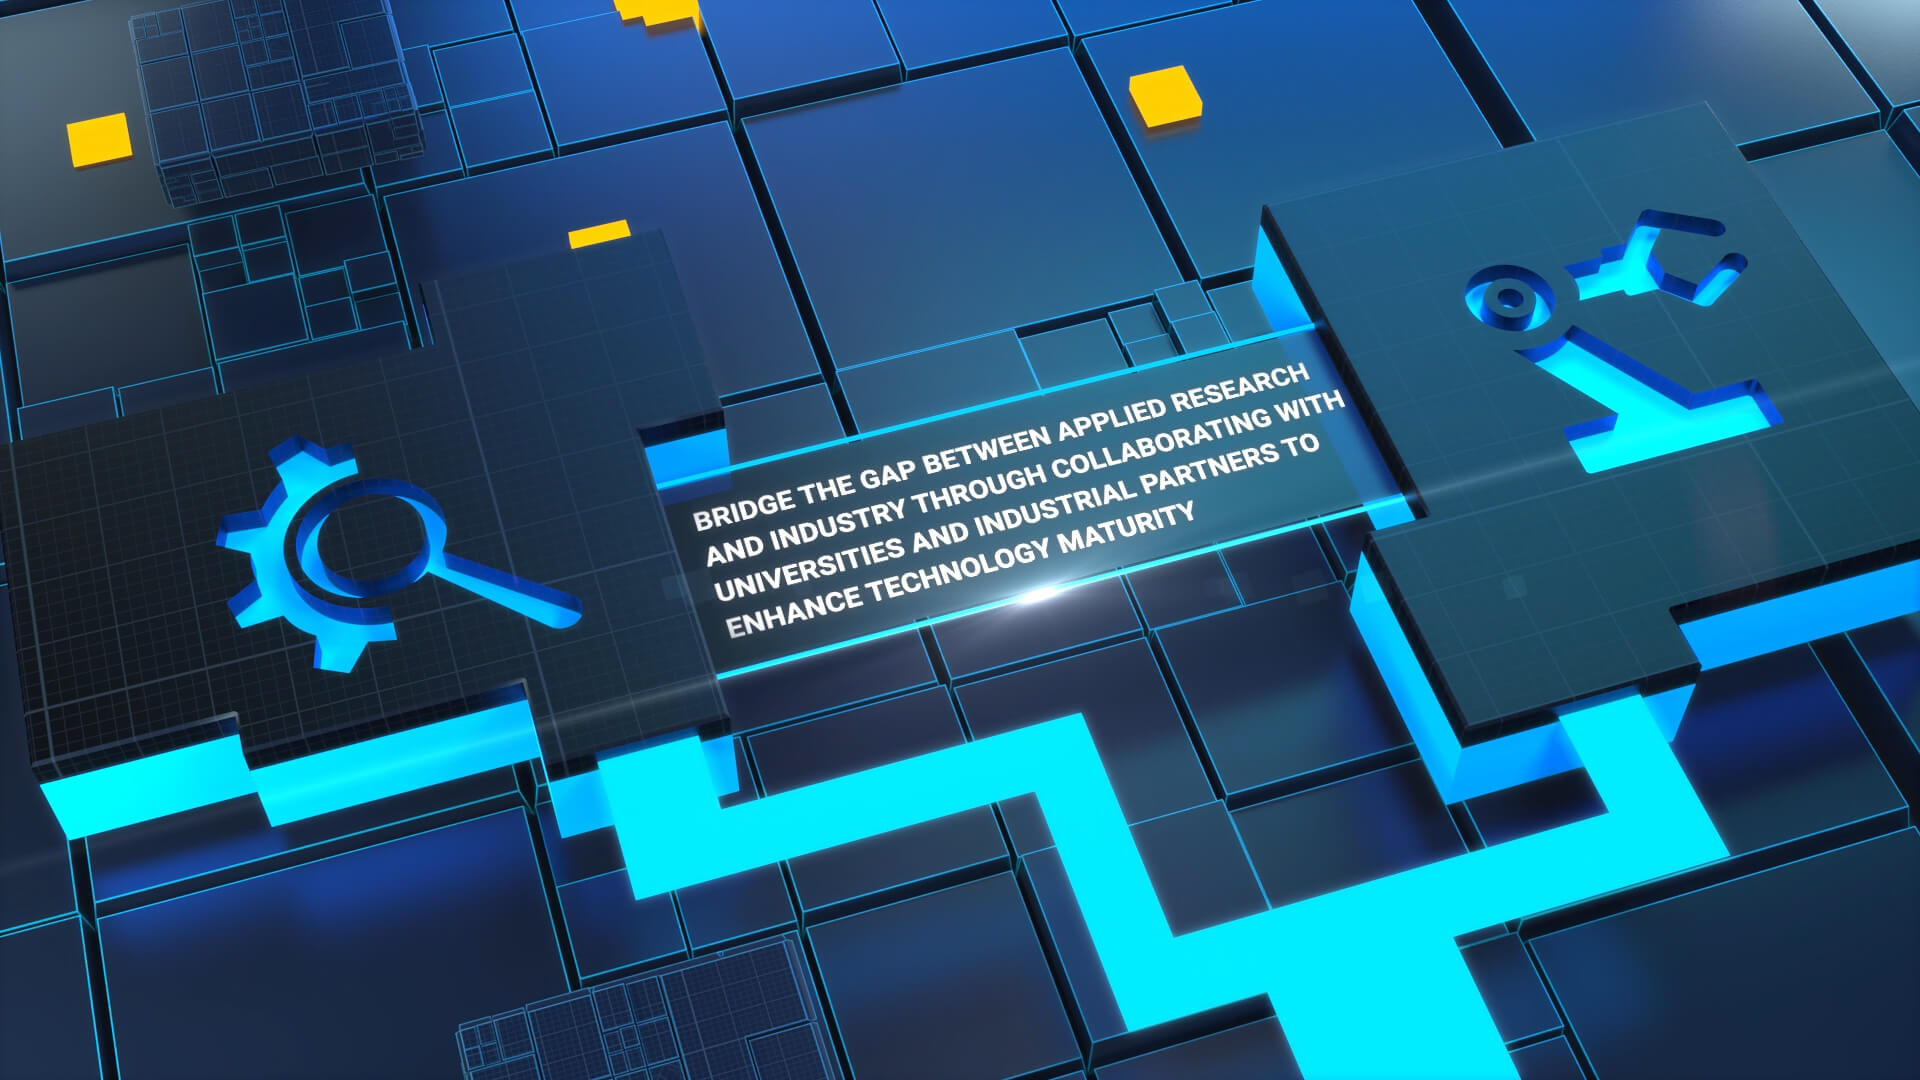 BRIDGE THE GAP BETWEEN APPLIED RESEARCH
AND INDUSTRY THROUGH COLLABORATING WITH
UNIVERSITIES AND INDUSTRIAL PARTNERS TO
ENHANCE TECHNOLOGY MATURITY